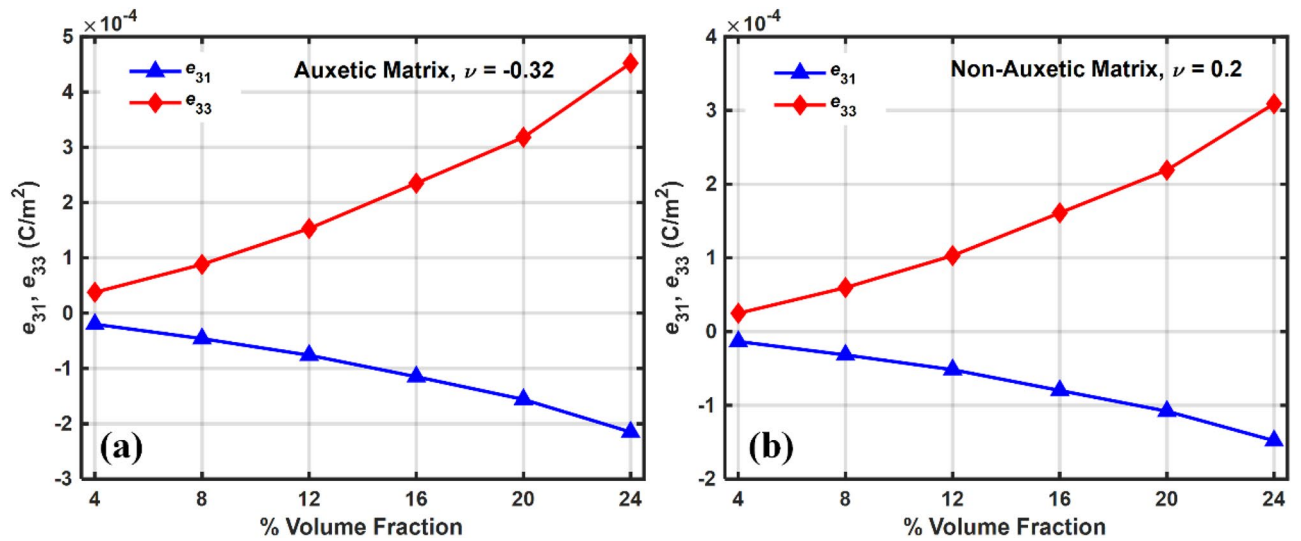 ×10⁻⁴
5
4
3
2
1
0
-1
-2
-3
e₃₁, e₃₃ (C/m²)
e₃₁
e₃₃
Auxetic Matrix, ν = -0.32
(a)
4 8 12 16 20 24
% Volume Fraction
×10⁻⁴
4
3
2
1
0
-1
-2
e₃₁, e₃₃ (C/m²)
e₃₁
e₃₃
Non-Auxetic Matrix, ν = 0.2
(b)
4 8 12 16 20 24
% Volume Fraction